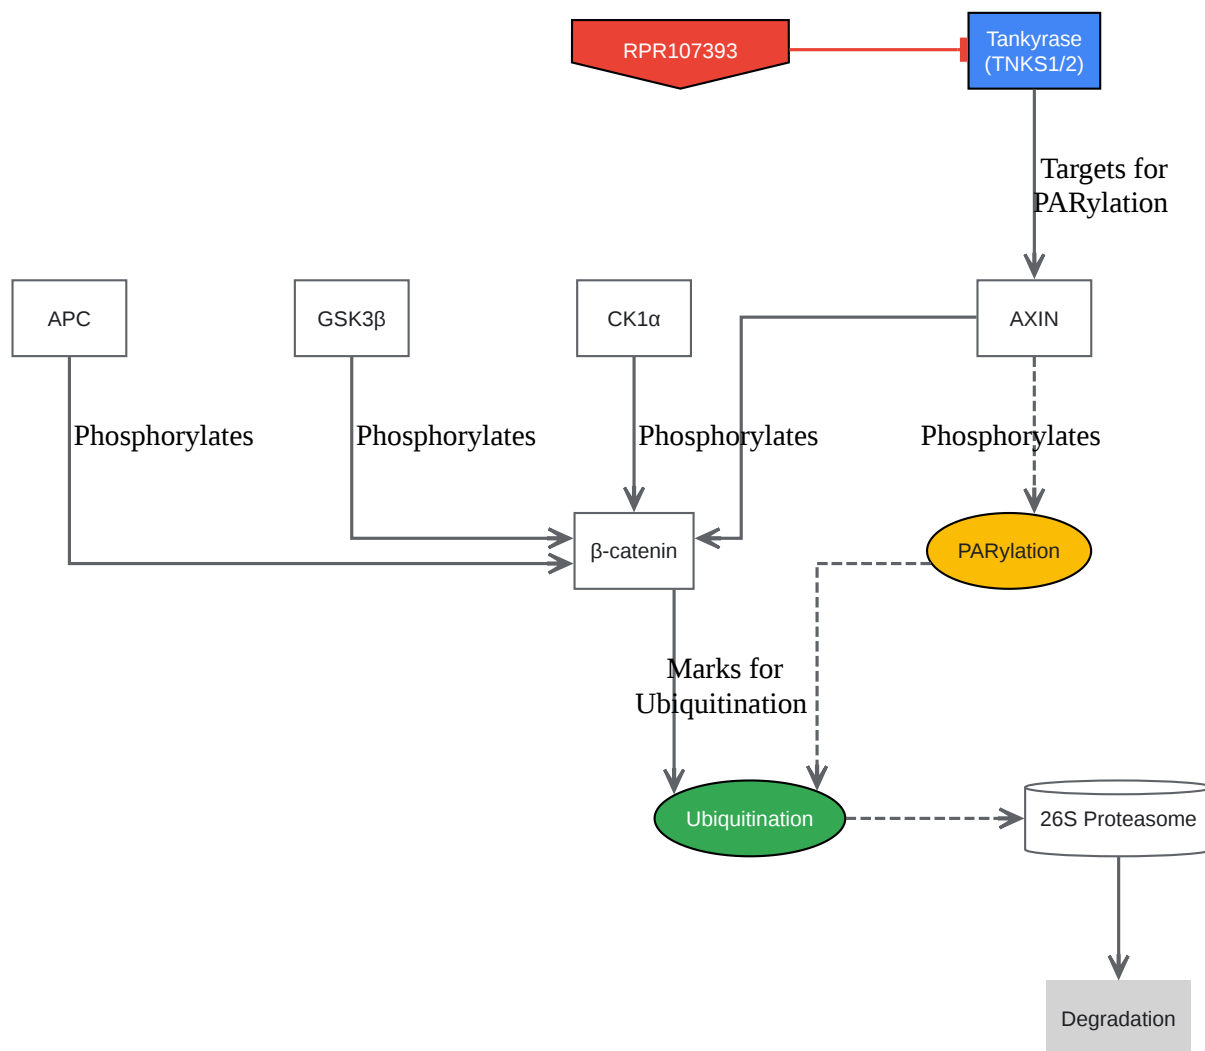 RPR107393
Tankyrase
(TNKS1/2)
Targets for
PARylation
APC
GSK3β
CK1α
AXIN
Phosphorylates
Phosphorylates
Phosphorylates
Phosphorylates
β-catenin
PARylation
Marks for
Ubiquitination
Ubiquitination
26S Proteasome
Degradation